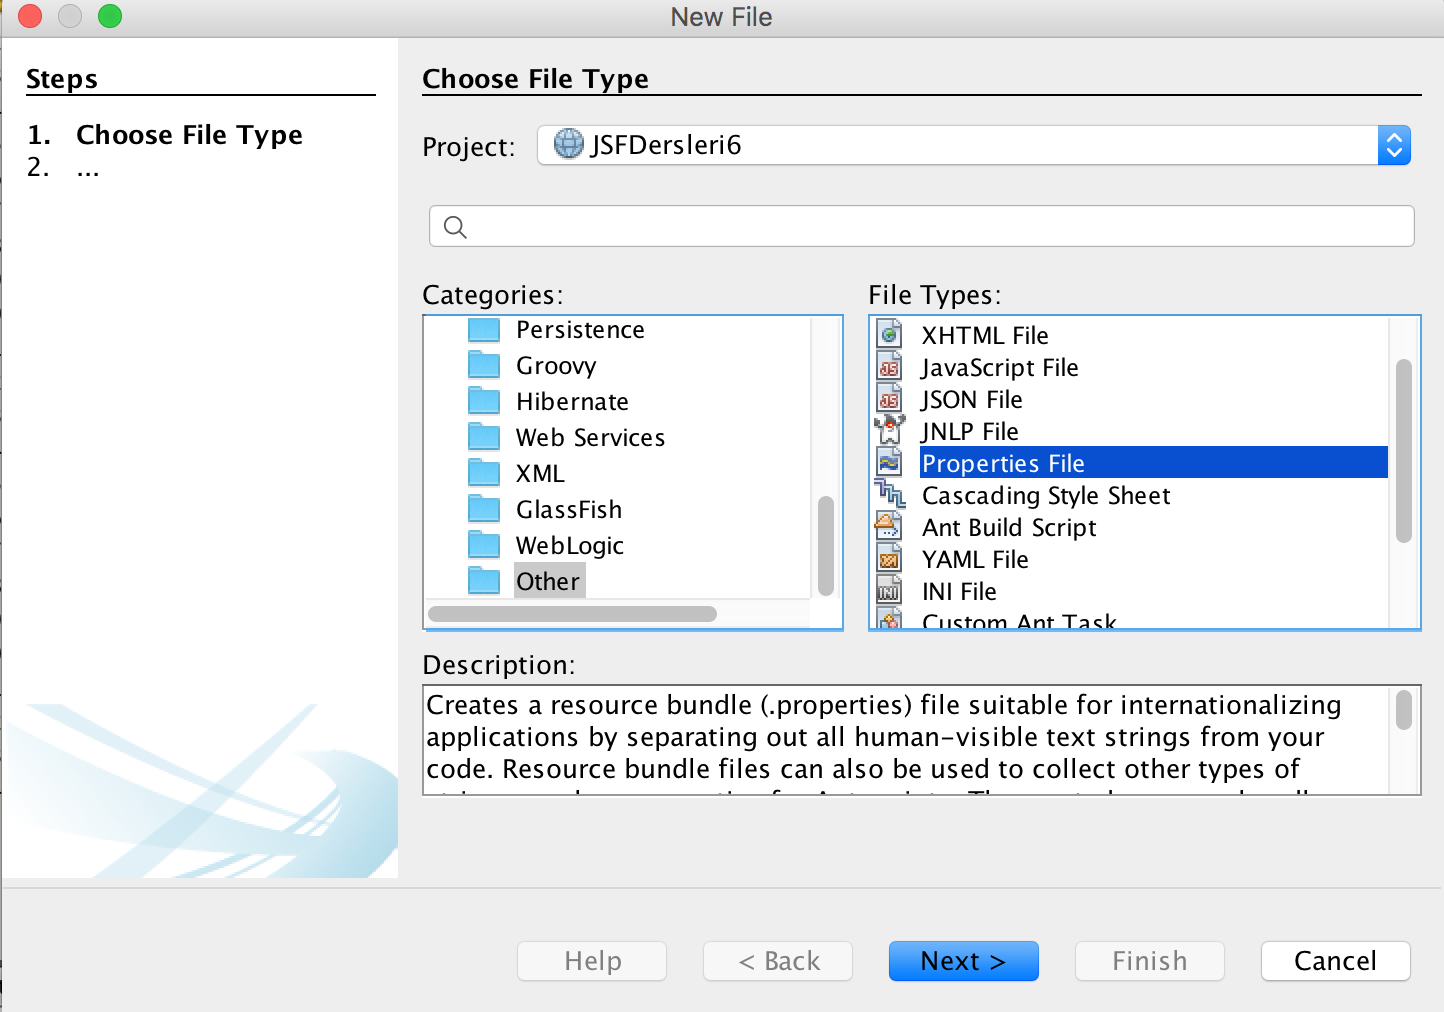 New File
Steps
1. Choose File Type
2. ...
Choose File Type
Project: JSFDersleri6
Categories:
Persistence
Groovy
Hibernate
Web Services
XML
GlassFish
WebLogic
Other
File Types:
XHTML File
JavaScript File
JSON File
JNLP File
Properties File
Cascading Style Sheet
Ant Build Script
YAML File
INI File
Custom Ant Task
Description:
Creates a resource bundle (.properties) file suitable for internationalizing
applications by separating out all human-visible text strings from your
code. Resource bundle files can also be used to collect other types of
Help
< Back
Next >
Finish
Cancel